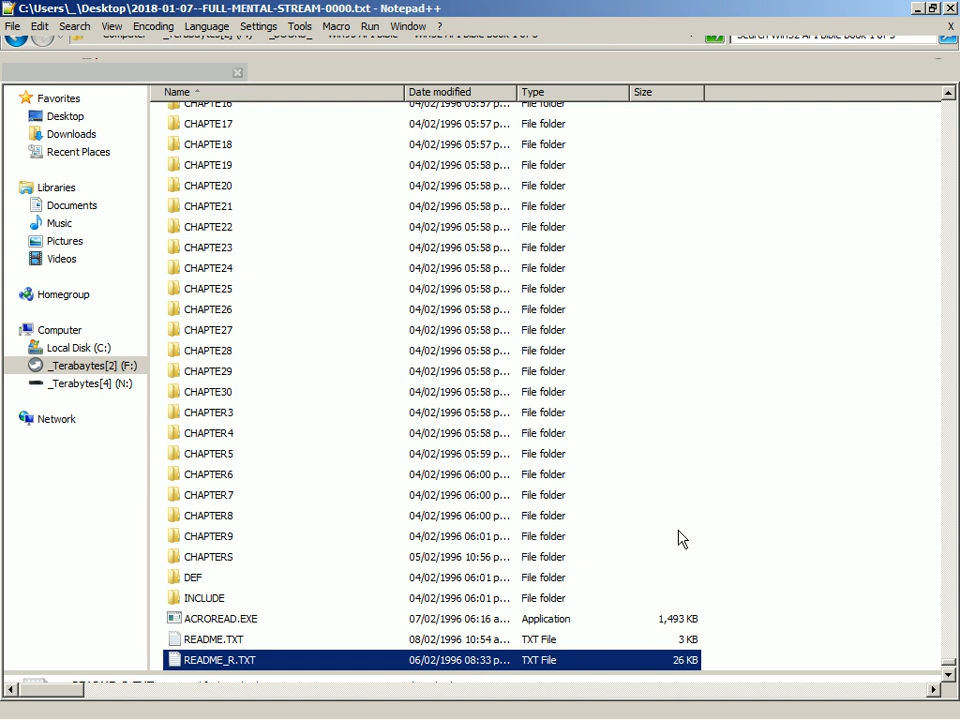 C:\Users\_\Desktop\2018-01-07--FULL-MENTAL-STREAM-0000.txt - Notepad++
File Edit Search View Encoding Language Settings Tools Macro Run Window ? X
Name Date modified Type Size
Favorites
Desktop
Downloads
Recent Places
Libraries
Documents
Music
Pictures
Videos
Homegroup
Computer
Local Disk (C:)
_Terabaytes[2] (F:)
_Terabytes[4] (N:)
Network
CHAPTE16 04/02/1996 05:57 p... File folder
CHAPTE17 04/02/1996 05:57 p... File folder
CHAPTE18 04/02/1996 05:57 p... File folder
CHAPTE19 04/02/1996 05:58 p... File folder
CHAPTE20 04/02/1996 05:58 p... File folder
CHAPTE21 04/02/1996 05:58 p... File folder
CHAPTE22 04/02/1996 05:58 p... File folder
CHAPTE23 04/02/1996 05:58 p... File folder
CHAPTE24 04/02/1996 05:58 p... File folder
CHAPTE25 04/02/1996 05:58 p... File folder
CHAPTE26 04/02/1996 05:58 p... File folder
CHAPTE27 04/02/1996 05:58 p... File folder
CHAPTE28 04/02/1996 05:58 p... File folder
CHAPTE29 04/02/1996 05:58 p... File folder
CHAPTE30 04/02/1996 05:58 p... File folder
CHAPTER3 04/02/1996 05:58 p... File folder
CHAPTER4 04/02/1996 05:58 p... File folder
CHAPTER5 04/02/1996 05:59 p... File folder
CHAPTER6 04/02/1996 06:00 p... File folder
CHAPTER7 04/02/1996 06:00 p... File folder
CHAPTER8 04/02/1996 06:00 p... File folder
CHAPTER9 04/02/1996 06:01 p... File folder
CHAPTERS 05/02/1996 10:56 p... File folder
DEF 04/02/1996 06:01 p... File folder
INCLUDE 04/02/1996 06:01 p... File folder
ACROREAD.EXE 07/02/1996 06:16 a... Application 1,493 KB
README.TXT 08/02/1996 10:54 a... TXT File 3 KB
README_R.TXT 06/02/1996 08:33 p... TXT File 26 KB